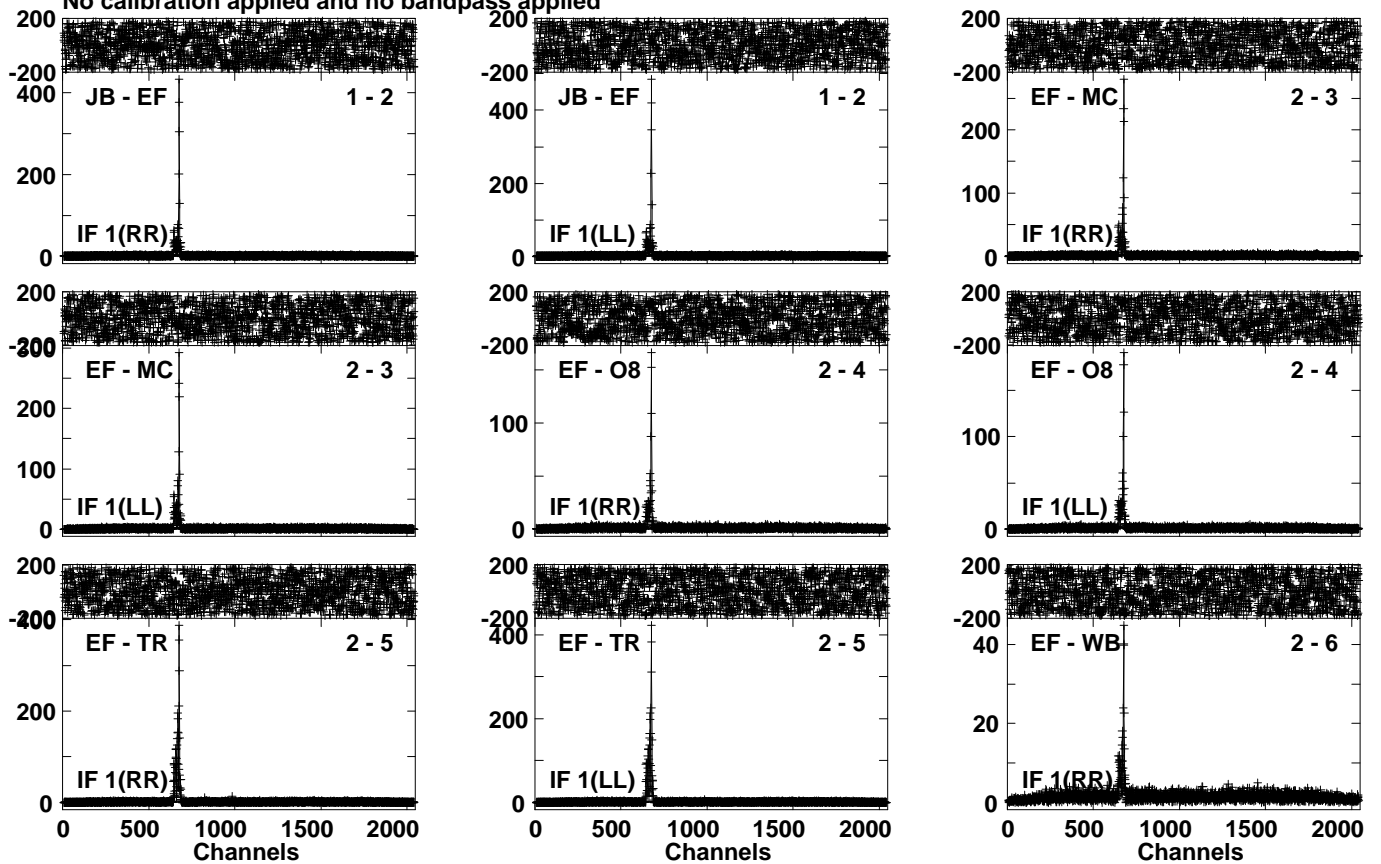 No calibration applied and no bandpass applied
200 200 200
-200 -200 -200
JB - EF 1 - 2 JB - EF 1 - 2 EF - MC 2 - 3
400 400 200
200 200 100
IF 1(RR) IF 1(LL) IF 1(RR)
0 0 0
200 200 200
-200 -200 -200
300
EF - MC 2 - 3 EF - O8 2 - 4 EF - O8 2 - 4
200 100 100
100
IF 1(LL) IF 1(RR) IF 1(LL)
0 0 0
200 200 200
-200 -200 -200
400
EF - TR 2 - 5 EF - TR 2 - 5 EF - WB 2 - 6
400 40
200 200 20
IF 1(RR) IF 1(LL) IF 1(RR)
0 0 0
0 500 1000 1500 2000 0 500 1000 1500 2000 0 500 1000 1500 2000
Channels Channels Channels